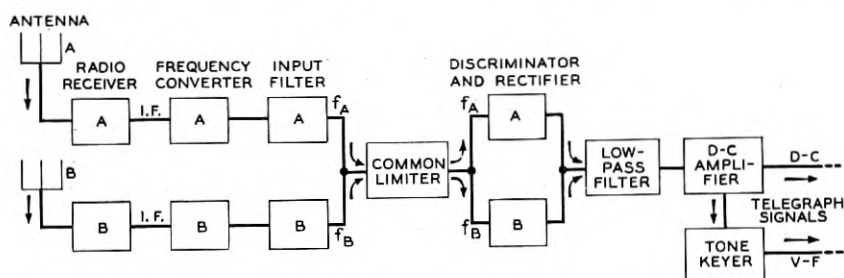 ANTENNA
A
RADIO
RECEIVER
FREQUENCY
CONVERTER
INPUT
FILTER
DISCRIMINATOR
AND RECTIFIER
A
I.F.
A
A
fA
fA
A
COMMON
LIMITER
LOW-
PASS
FILTER
D-C
AMPLI-
FIER
D-C
B
B
I.F.
B
B
fB
fB
B
TELEGRAPH
SIGNALS
TONE
KEYER
V-F